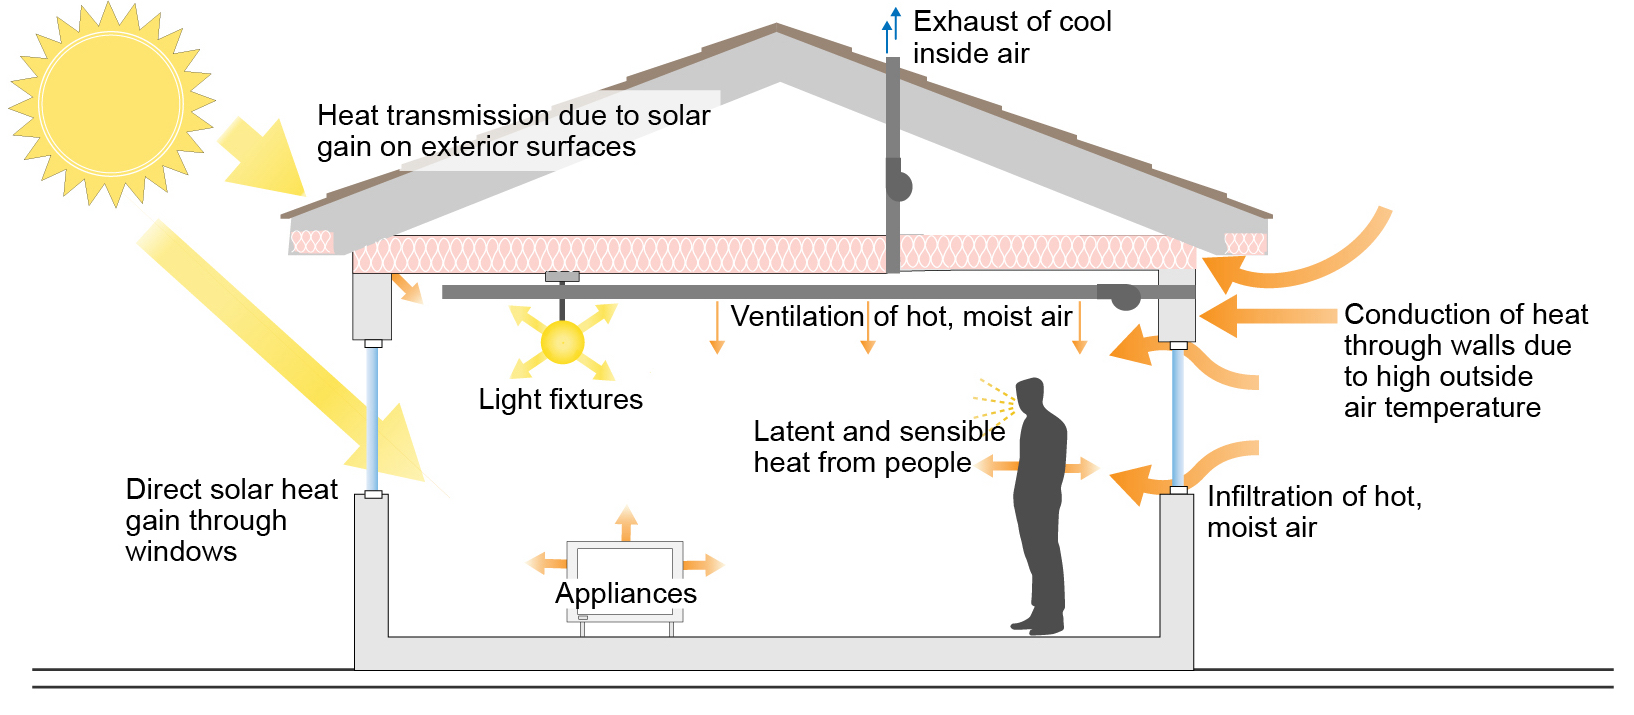 Exhaust of cool
inside air
Heat transmission due to solar
gain on exterior surfaces
Ventilation of hot, moist air
Conduction of heat
through walls due
to high outside
air temperature
Light fixtures
Latent and sensible
heat from people
Direct solar heat
gain through
windows
Infiltration of hot,
moist air
Appliances